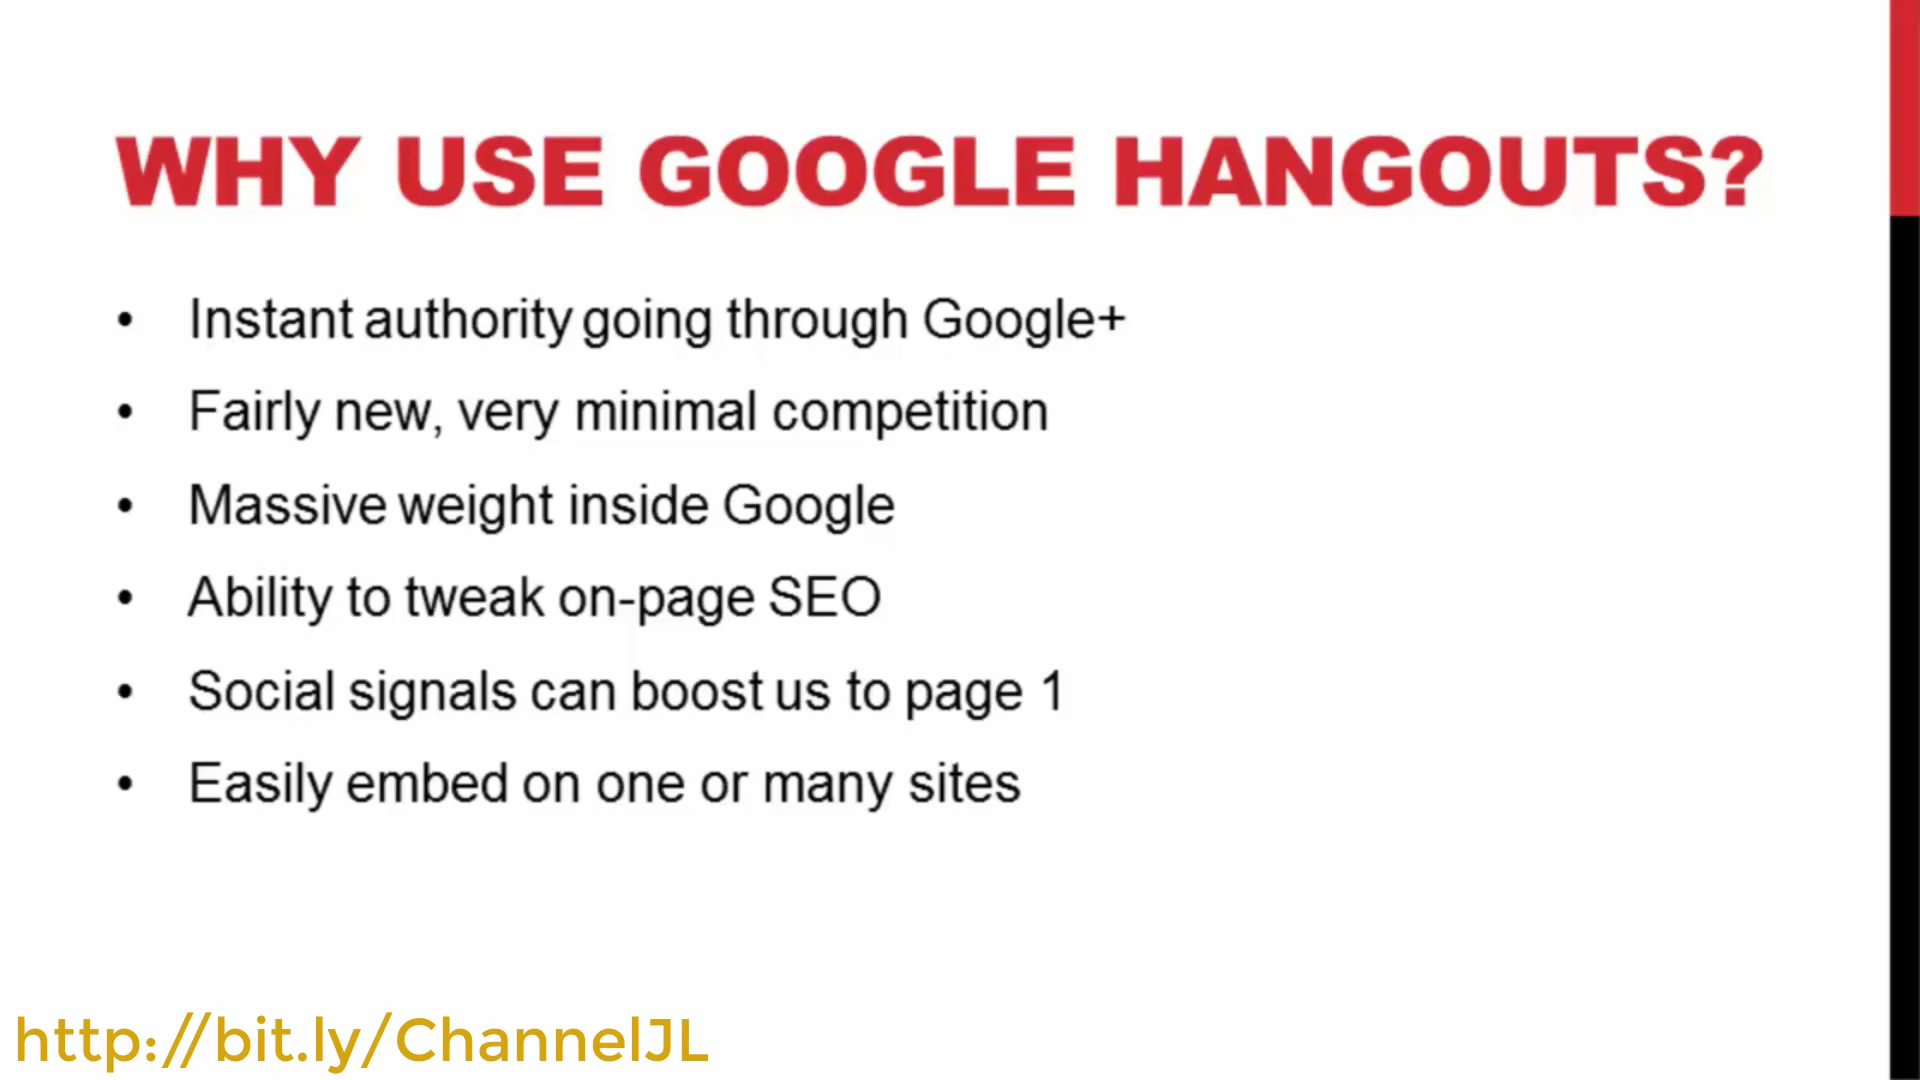 WHY USE GOOGLE HANGOUTS?
• Instant authority going through Google+
• Fairly new, very minimal competition
• Massive weight inside Google
• Ability to tweak on-page SEO
• Social signals can boost us to page 1
• Easily embed on one or many sites
http://bit.ly/ChannelJL